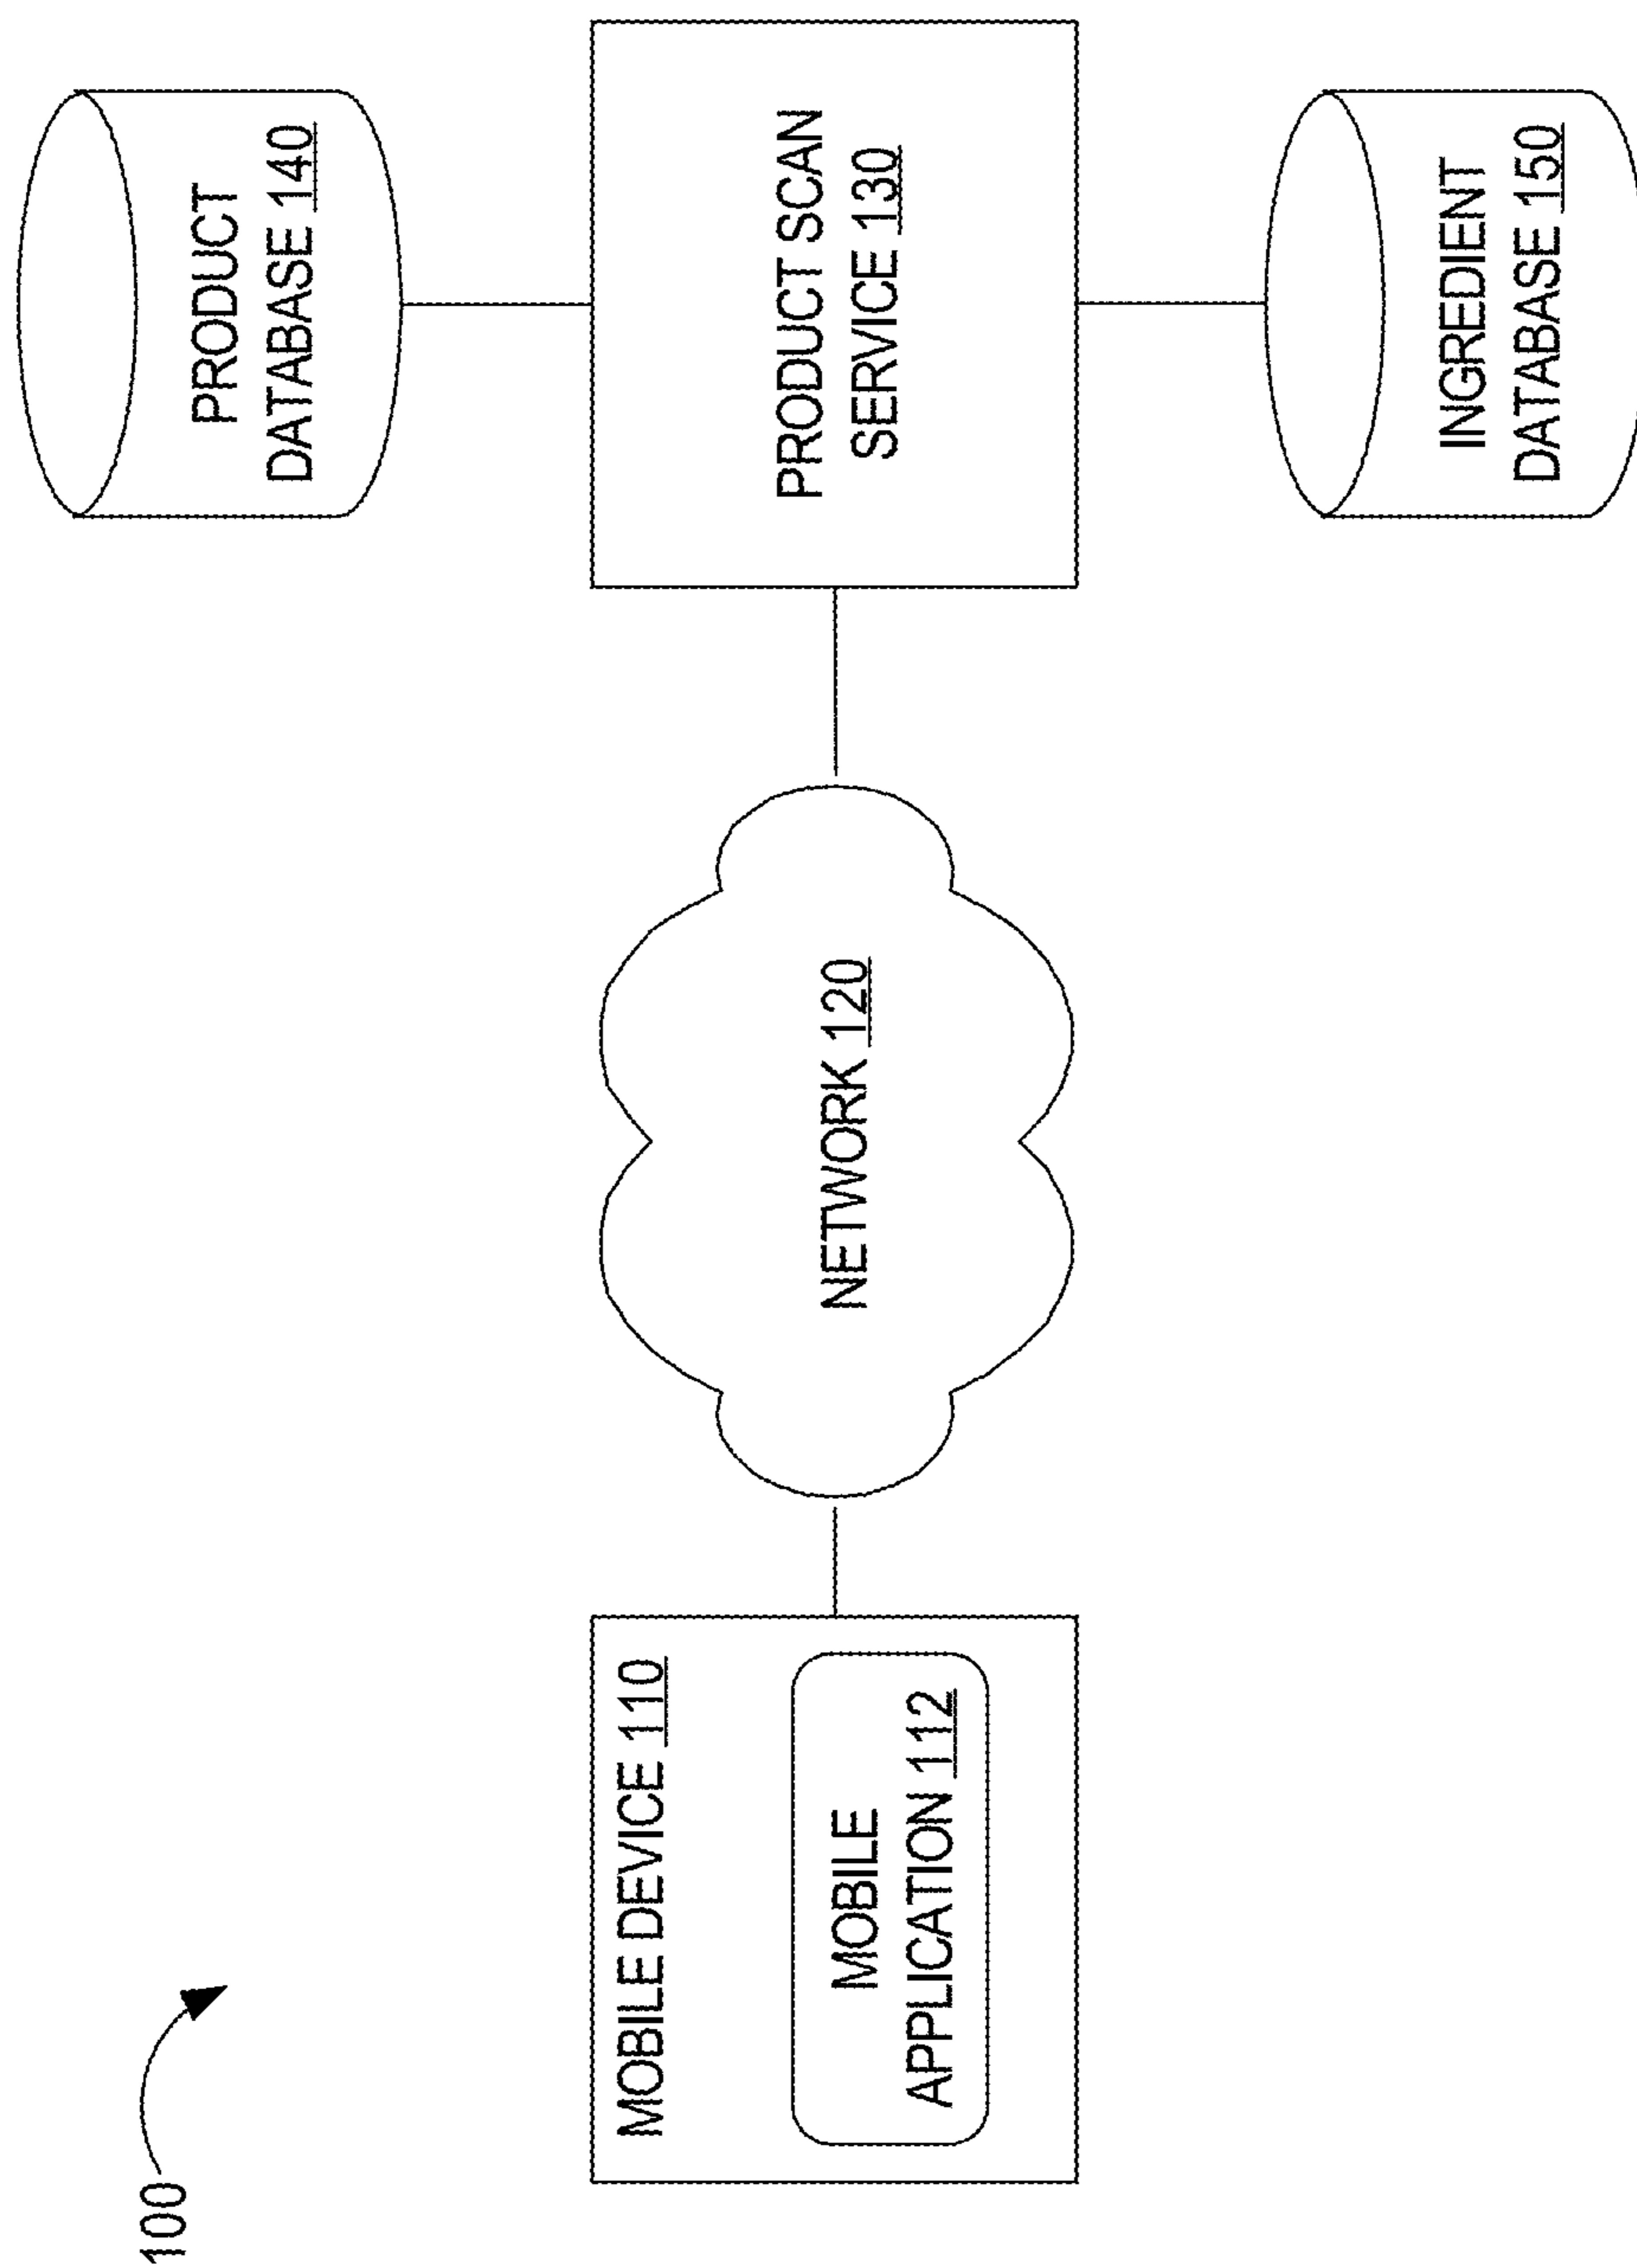 100
MOBILE DEVICE 110
MOBILE
APPLICATION 112
NETWORK 120
PRODUCT
DATABASE 140
PRODUCT SCAN
SERVICE 130
INGREDIENT
DATABASE 150